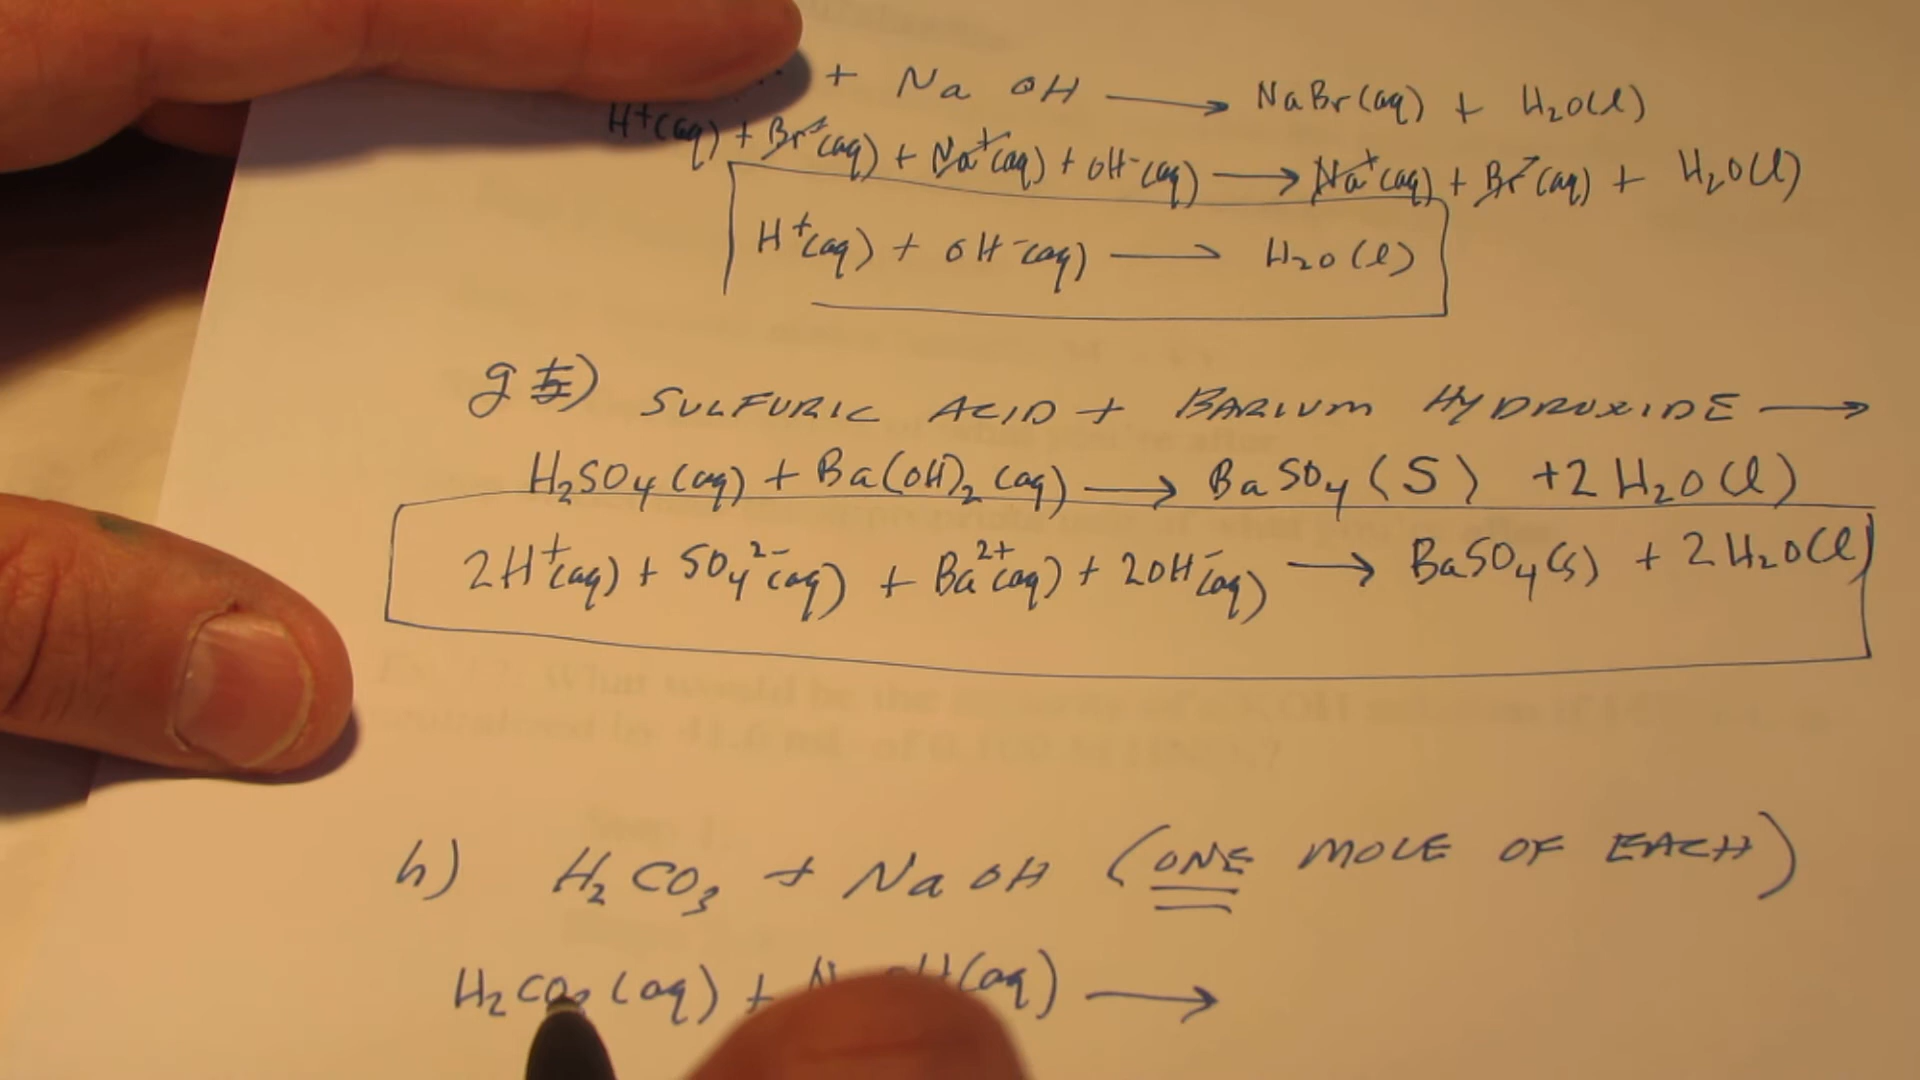 + Na OH → NaBr(aq) + H₂O(l)
H⁺(aq) + Br⁻(aq) + Na⁺(aq) + OH⁻(aq) → Na⁺(aq) + Br⁻(aq) + H₂O(l)
H⁺(aq) + OH⁻(aq) → H₂O(l)
g) SULFURIC ACID + BARIUM HYDROXIDE →
H₂SO₄(aq) + Ba(OH)₂(aq) → BaSO₄(S) + 2H₂O(l)
2H⁺(aq) + SO₄²⁻(aq) + Ba²⁺(aq) + 2OH⁻(aq) → BaSO₄(s) + 2H₂O(l)
h) H₂CO₃ + NaOH (ONE MOLE OF EACH)
H₂CO₃(aq) + OH(aq) →